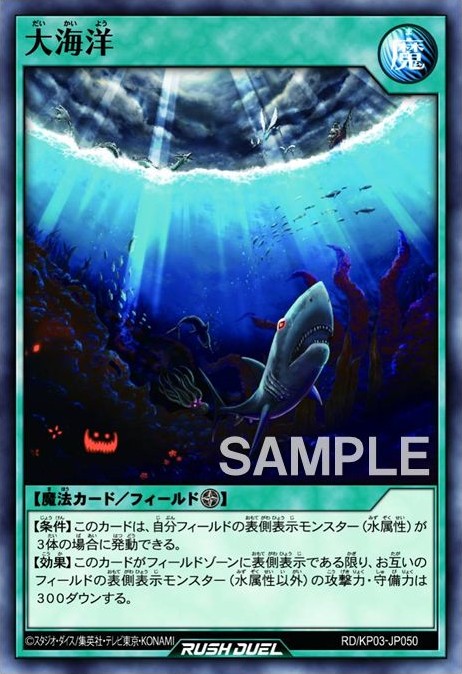 だい かい よう
大海洋
魔
SAMPLE
【魔法カード/フィールド】
【条件】このカードは、自分フィールドの表側表示モンスター(水属性)が
3体の場合に発動できる。
【効果】このカードがフィールドゾーンに表側表示である限り、お互いの
フィールドの表側表示モンスター(水属性以外)の攻撃力・守備力は
300ダウンする。
©スタジオ・ダイス/集英社・テレビ東京・KONAMI
RUSH DUEL
RD/KP03-JP050